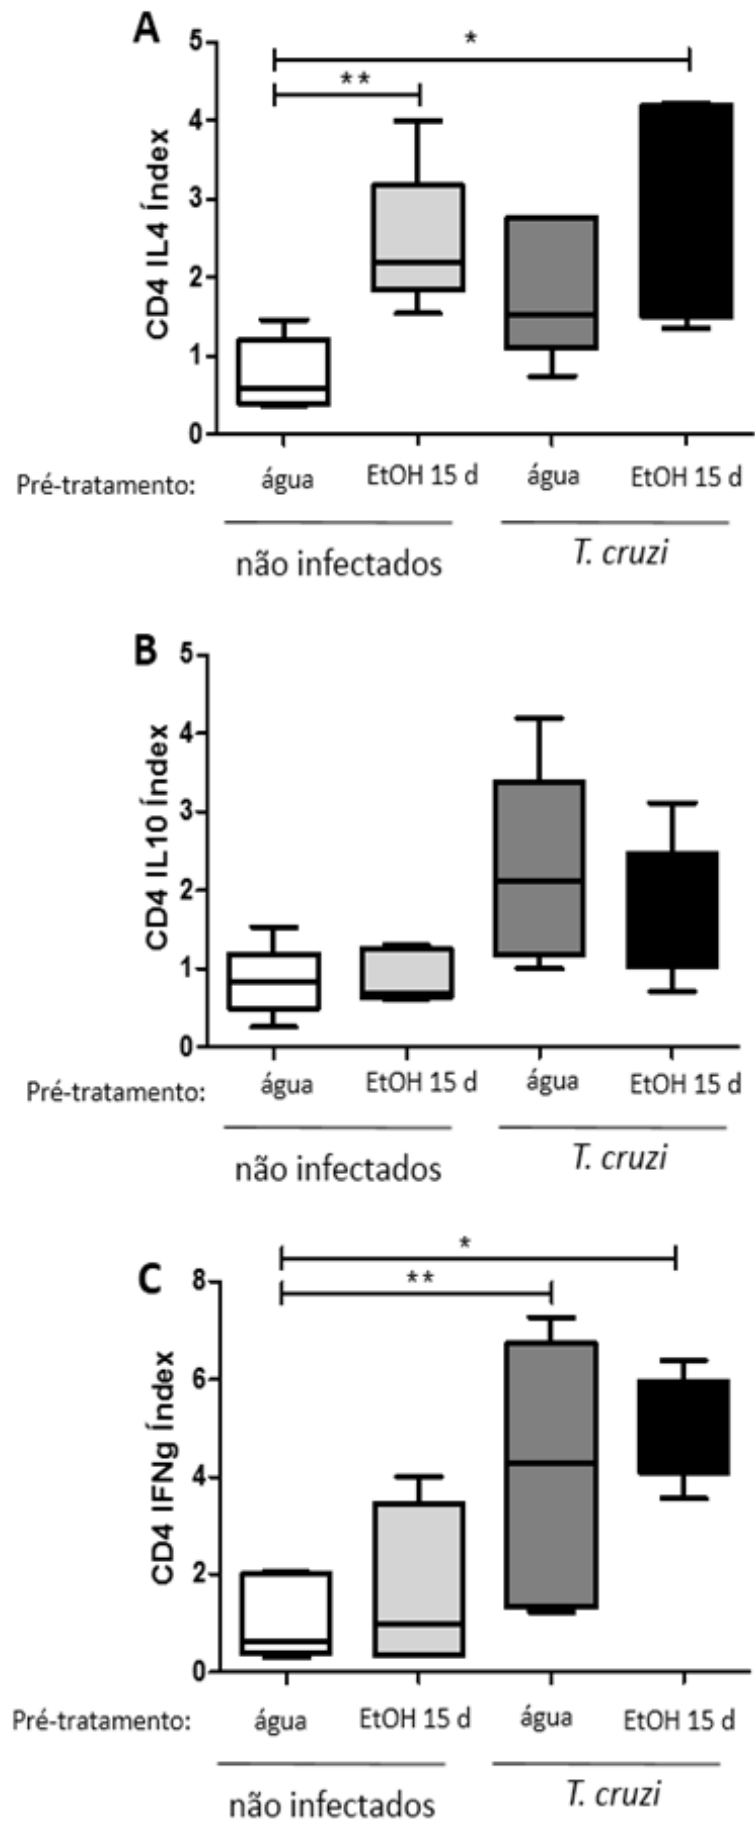 A
*
**
5
4
3
2
1
0
CD4 IL4 Índex
Pré-tratamento: água EtOH 15 d água EtOH 15 d
não infectados T. cruzi
B
5
4
3
2
1
0
CD4 IL10 Índex
Pré-tratamento: água EtOH 15 d água EtOH 15 d
não infectados T. cruzi
C
*
**
8
6
4
2
0
CD4 IFNg Índex
Pré-tratamento: água EtOH 15 d água EtOH 15 d
não infectados T. cruzi